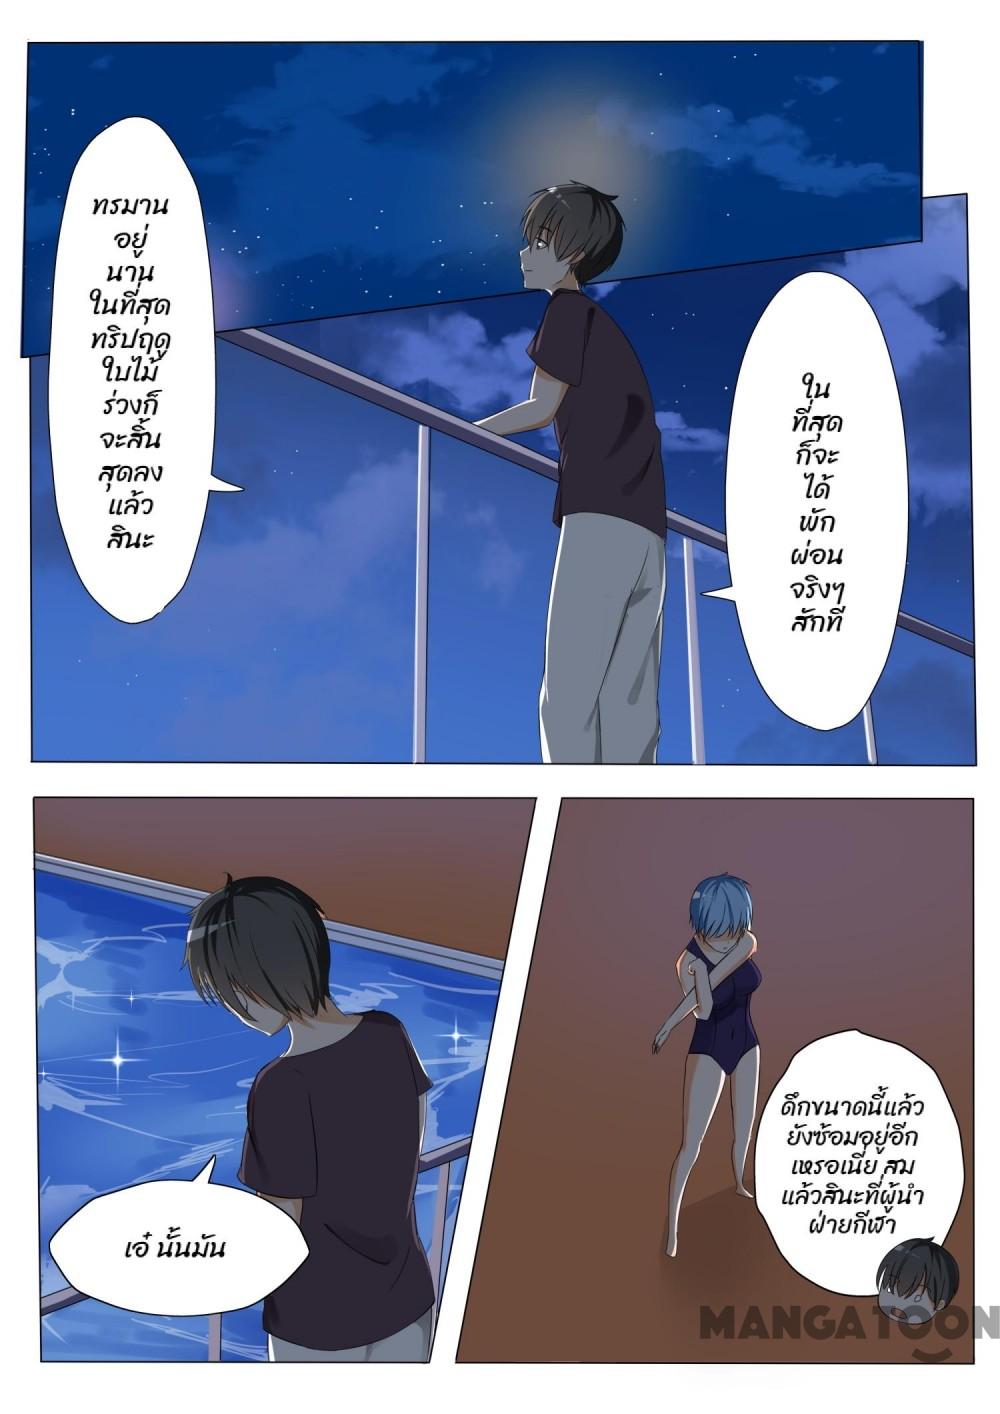 ทรมาน
อยู่
นาน
ในที่สุด
ทริปฤดู
ใบไม้
ร่วงก็
จะสิ้น
สุดลง
แล้ว
สินะ
ใน
ที่สุด
ก็จะ
ได้
พัก
ผ่อน
จริงๆ
สักที
เอ๋ นั้นมัน
ดึกขนาดนี้แล้ว
ยังซ้อมอยู่อีก
เหรอเนี่ย สม
แล้วสินะที่ผู้นำ
ฝ่ายกีฬา
MANGATOON